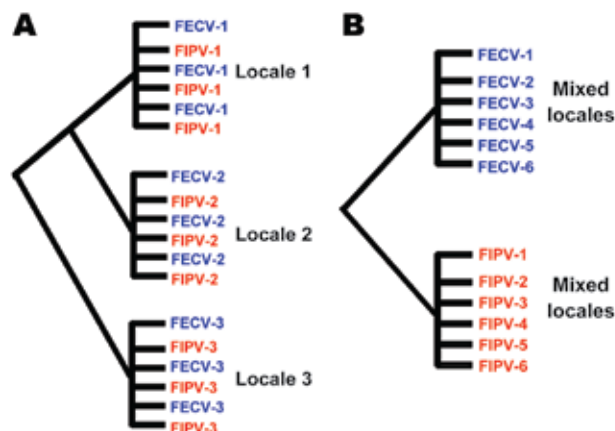 A
FECV-1
FIPV-1
FECV-1
FIPV-1
FECV-1
FIPV-1
Locale 1
FECV-2
FIPV-2
FECV-2
FIPV-2
FECV-2
FIPV-2
Locale 2
FECV-3
FIPV-3
FECV-3
FIPV-3
FECV-3
FIPV-3
Locale 3
B
FECV-1
FECV-2
FECV-3
FECV-4
FECV-5
FECV-6
Mixed
locales
FIPV-1
FIPV-2
FIPV-3
FIPV-4
FIPV-5
FIPV-6
Mixed
locales